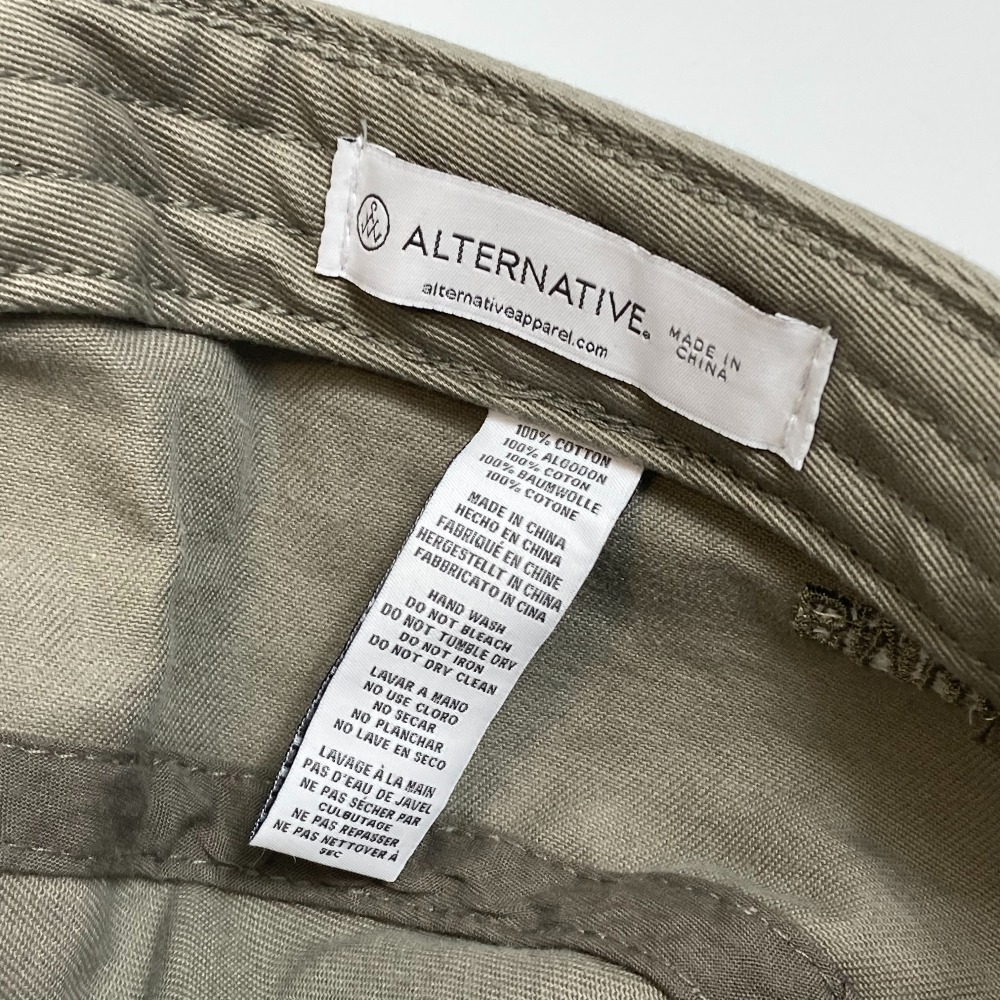 ALTERNATIVE®
alternativeapparel.com
MADE IN
CHINA
100% COTTON
100% ALGODON
100% COTON
100% BAUMWOLLE
100% COTONE
MADE IN CHINA
HECHO EN CHINA
FABRIQUÉ EN CHINE
HERGESTELLT IN CHINA
FABBRICATO IN CINA
HAND WASH
DO NOT BLEACH
DO NOT TUMBLE DRY
DO NOT IRON
DO NOT DRY CLEAN
LAVAR A MANO
NO USE CLORO
NO SECAR
NO PLANCHAR
NO LAVE EN SECO
LAVAGE À LA MAIN
PAS D'EAU DE JAVEL
NE PAS SÉCHER PAR
CULBUTAGE
NE PAS REPASSER
NE PAS NETTOVER À
SEC